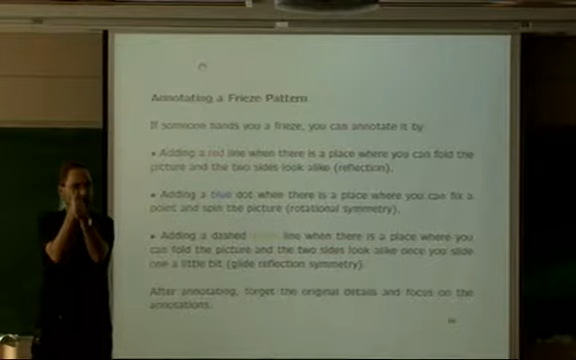 Annotating a Frieze Pattern
If someone hands you a frieze, you can annotate it by
• Adding a red line when there is a place where you can fold the
picture and the two sides look alike (reflection).
• Adding a blue dot when there is a place where you can fix a
point and spin the picture (rotational symmetry).
• Adding a dashed line when there is a place where you
can fold the picture and the two sides look alike once you slide
one a little bit (glide reflection symmetry).
After annotating, forget the original details and focus on the
annotations.